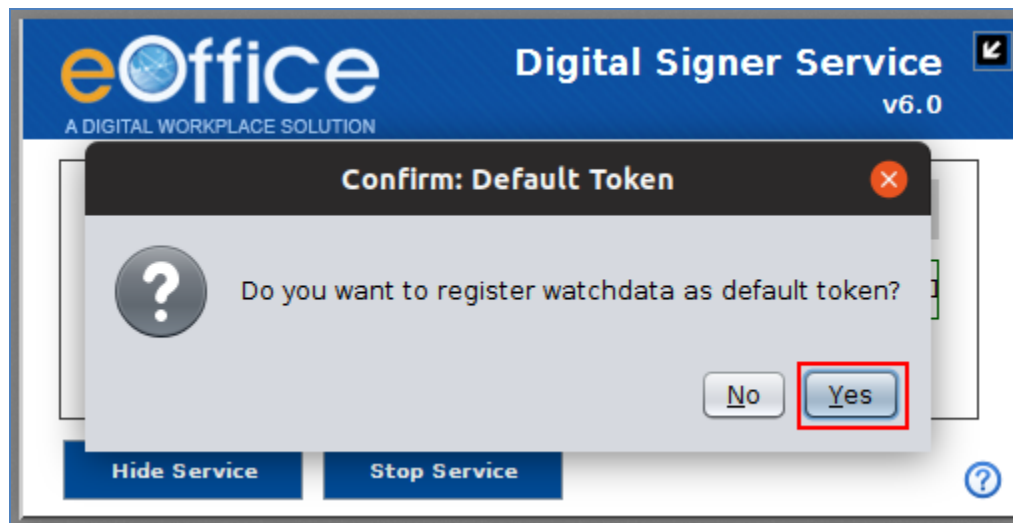 eOffice
A DIGITAL WORKPLACE SOLUTION
Digital Signer Service
v6.0
Confirm: Default Token
?
Do you want to register watchdata as default token?
No
Yes
Hide Service
Stop Service
?